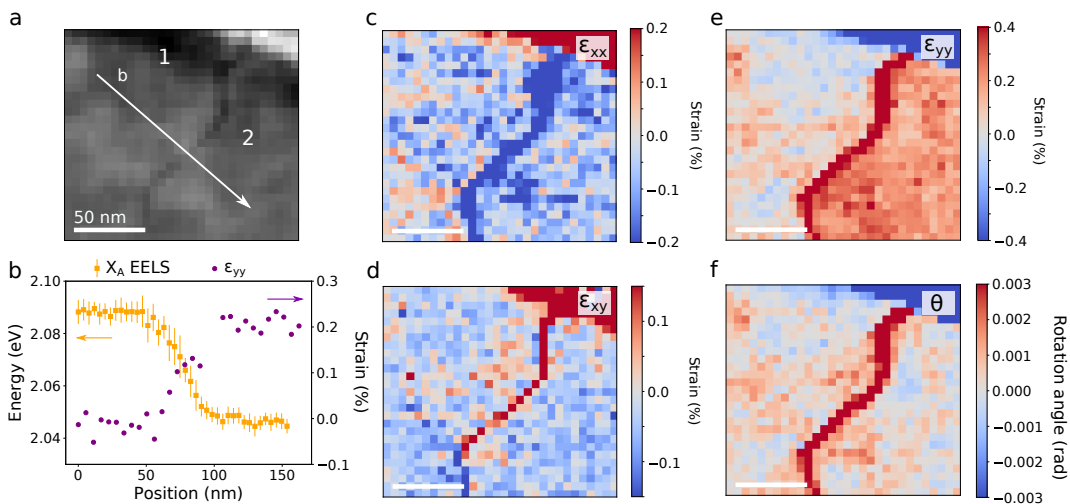 a
1
b
2
50 nm
b
X_A EELS
ε_yy
2.10
2.08
2.06
2.04
Energy (eV)
0.3
0.2
0.1
0.0
−0.1
Strain (%)
0
50
100
150
Position (nm)
c
ε_xx
0.2
0.1
0.0
−0.1
−0.2
Strain (%)
d
ε_xy
0.1
0.0
−0.1
Strain (%)
e
ε_yy
0.4
0.2
0.0
−0.2
−0.4
Strain (%)
f
θ
0.003
0.002
0.001
0.000
−0.001
−0.002
−0.003
Rotation angle (rad)